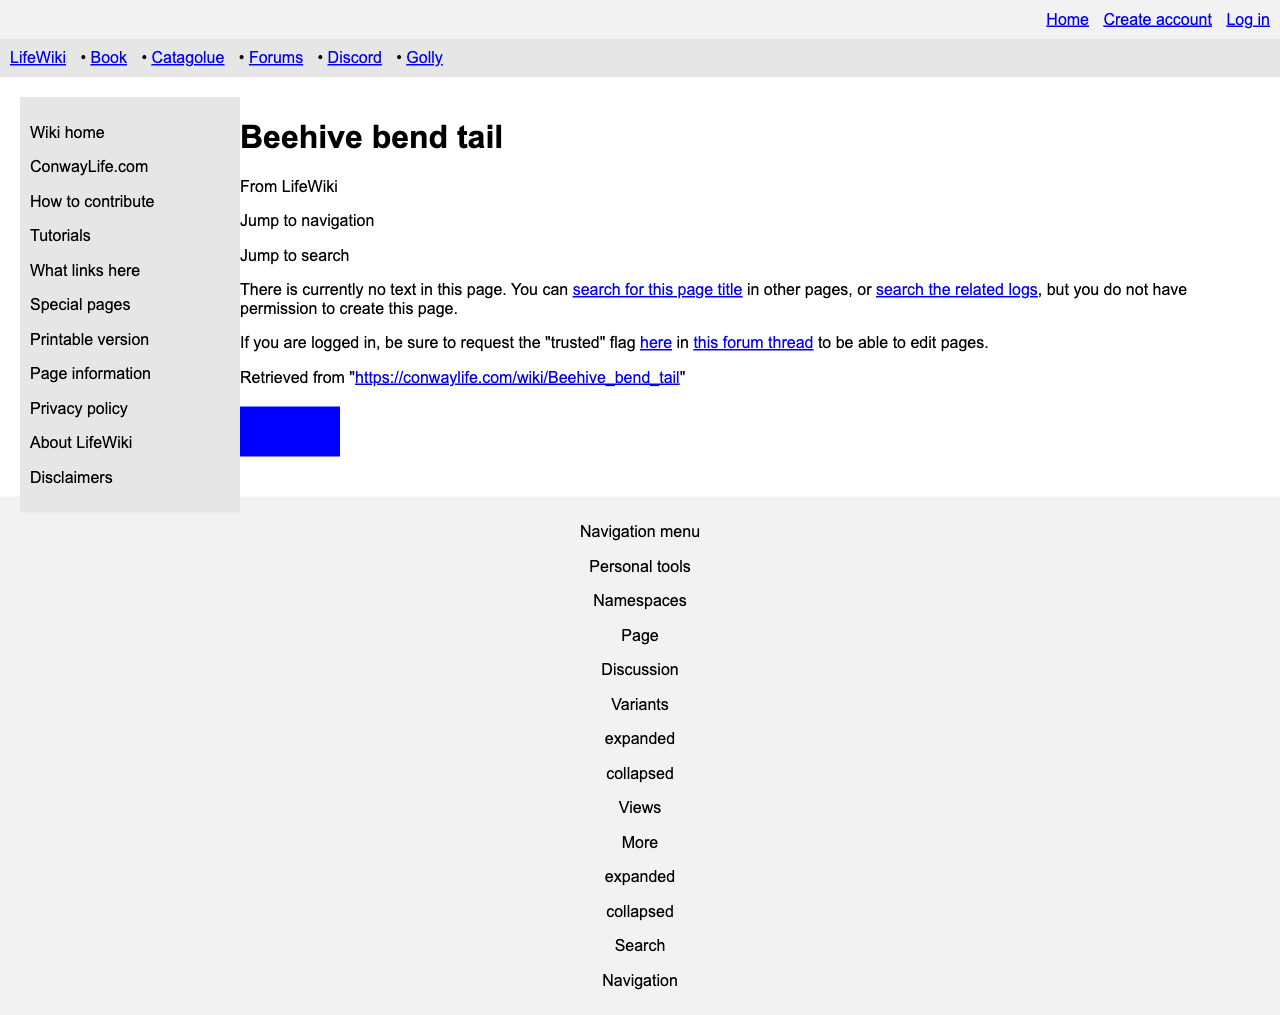 Home Create account Log in
LifeWiki • Book • Catagolue • Forums • Discord • Golly
Wiki home
ConwayLife.com
How to contribute
Tutorials
What links here
Special pages
Printable version
Page information
Privacy policy
About LifeWiki
Disclaimers
Beehive bend tail
From LifeWiki
Jump to navigation
Jump to search
There is currently no text in this page. You can search for this page title in other pages, or search the related logs, but you do not have
permission to create this page.
If you are logged in, be sure to request the "trusted" flag here in this forum thread to be able to edit pages.
Retrieved from "https://conwaylife.com/wiki/Beehive_bend_tail"
Navigation menu
Personal tools
Namespaces
Page
Discussion
Variants
expanded
collapsed
Views
More
expanded
collapsed
Search
Navigation